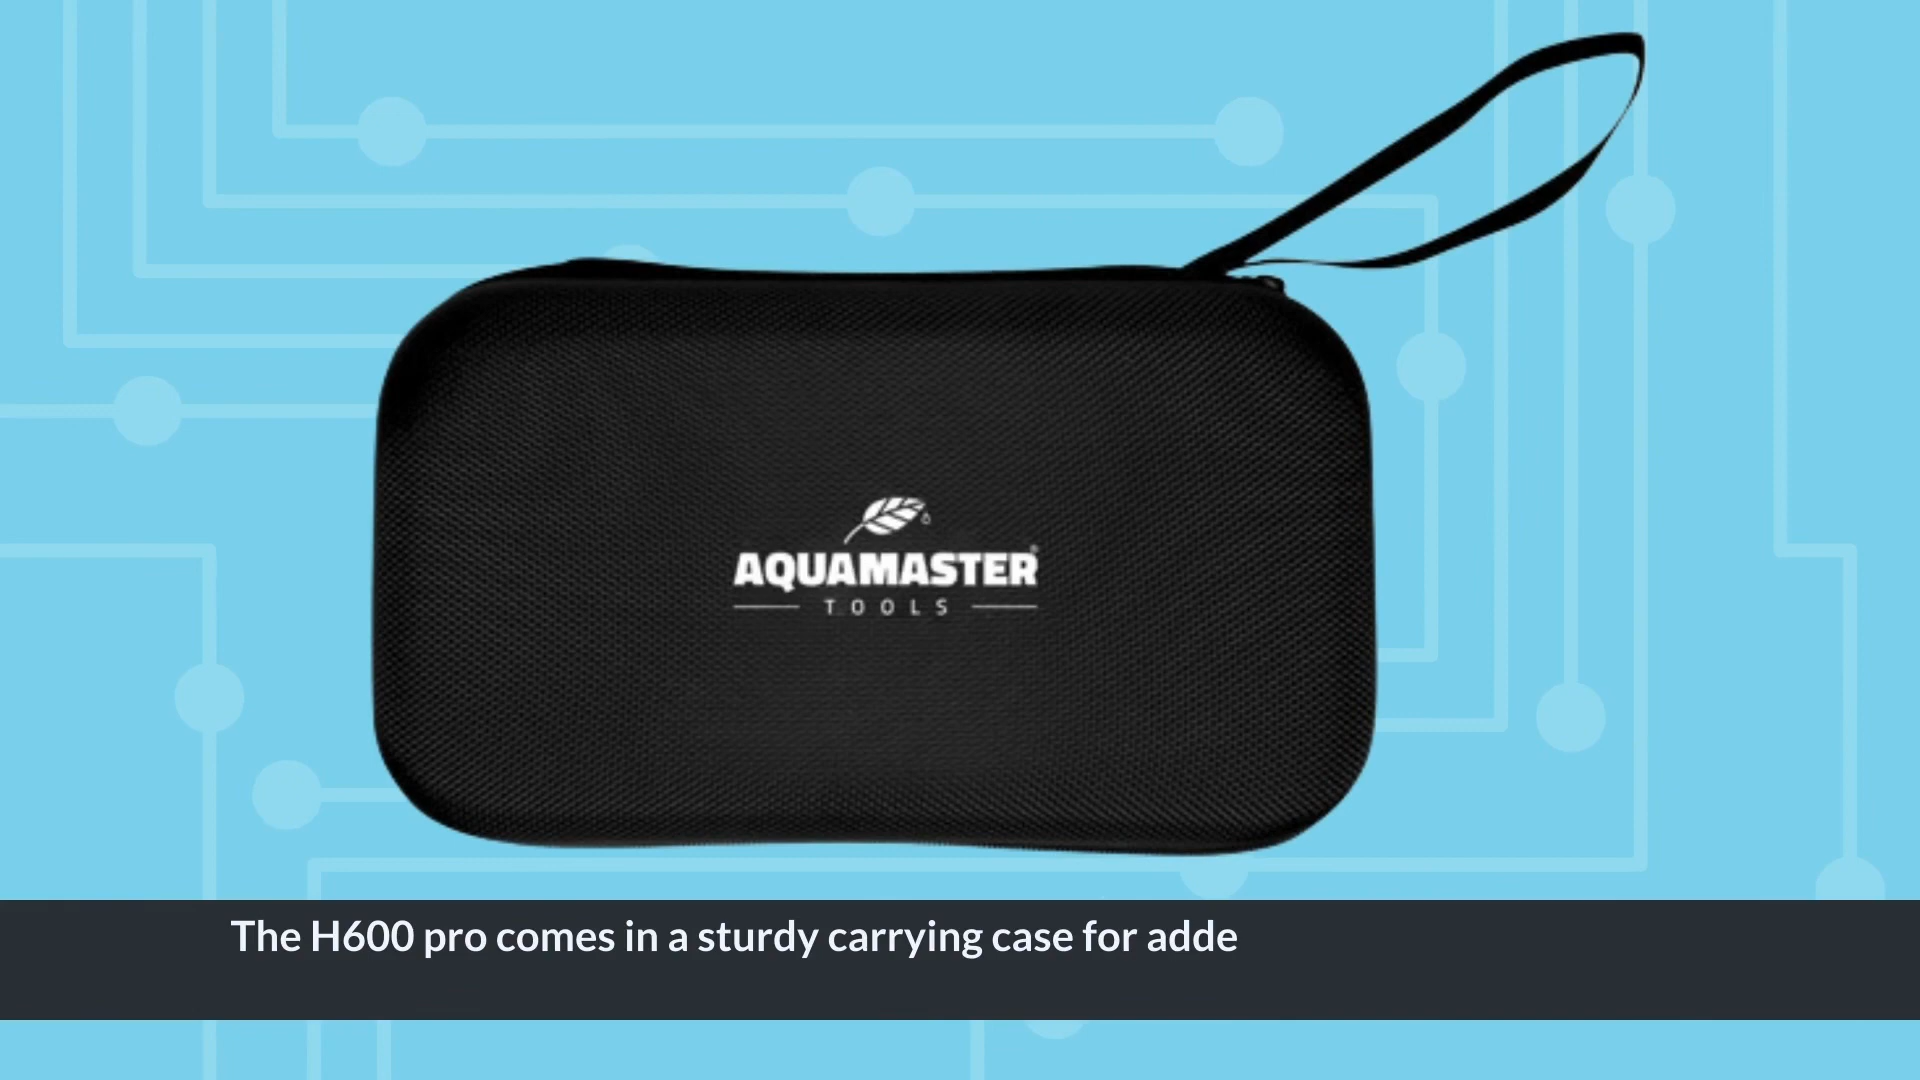 AQUAMASTER®
TOOLS
The H600 pro comes in a sturdy carrying case for adde